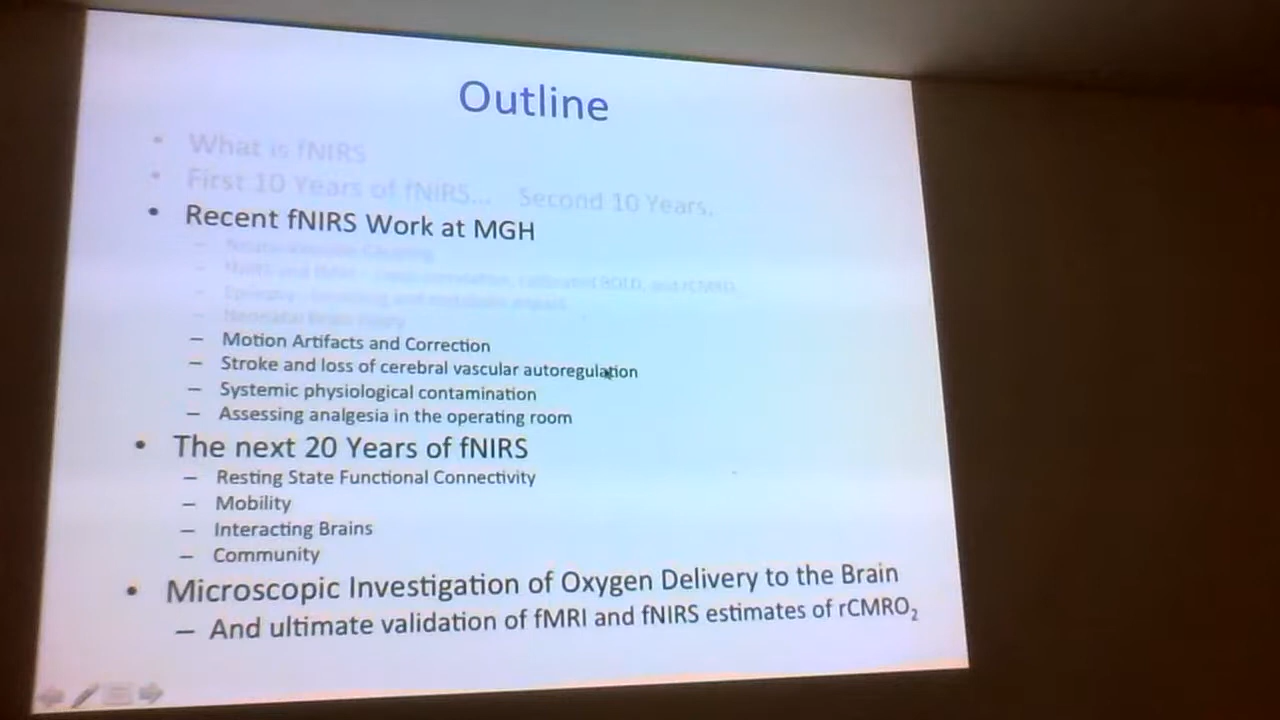 Outline
• What is fNIRS
• First 10 Years of fNIRS... Second 10 Years.
• Recent fNIRS Work at MGH
– Motion Artifacts and Correction
– Stroke and loss of cerebral vascular autoregulation
– Systemic physiological contamination
– Assessing analgesia in the operating room
• The next 20 Years of fNIRS
– Resting State Functional Connectivity
– Mobility
– Interacting Brains
– Community
• Microscopic Investigation of Oxygen Delivery to the Brain
– And ultimate validation of fMRI and fNIRS estimates of rCMRO₂